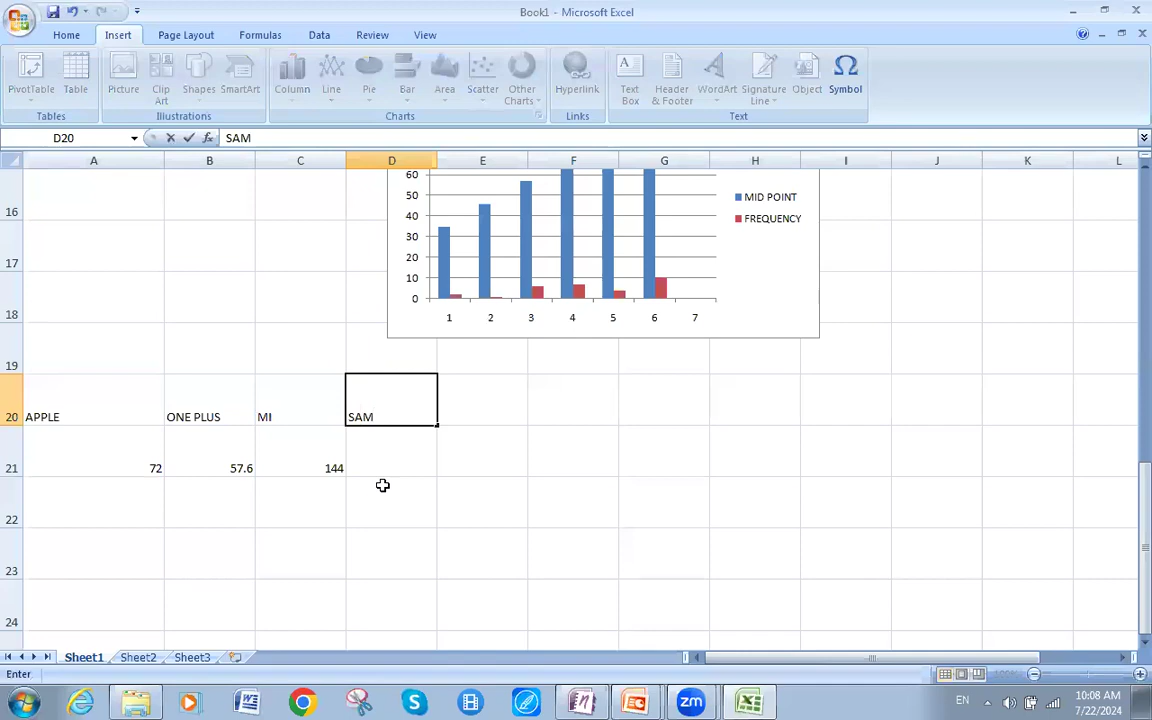 Book1 - Microsoft Excel
Home Insert Page Layout Formulas Data Review View
PivotTable Table Picture Clip Art Shapes SmartArt Column Line Pie Bar Area Scatter Other Charts Hyperlink Text Box Header & Footer WordArt Signature Line Object Symbol
Tables Illustrations Charts Links Text
D20 fx SAM
A B C D E F G H I J K L
60
50
40
30
20
10
0
1 2 3 4 5 6 7
MID POINT
FREQUENCY
16
17
18
19
20 APPLE ONE PLUS MI SAM
21 72 57.6 144
22
23
24
Sheet1 Sheet2 Sheet3
Enter
EN 10:08 AM
7/22/2024